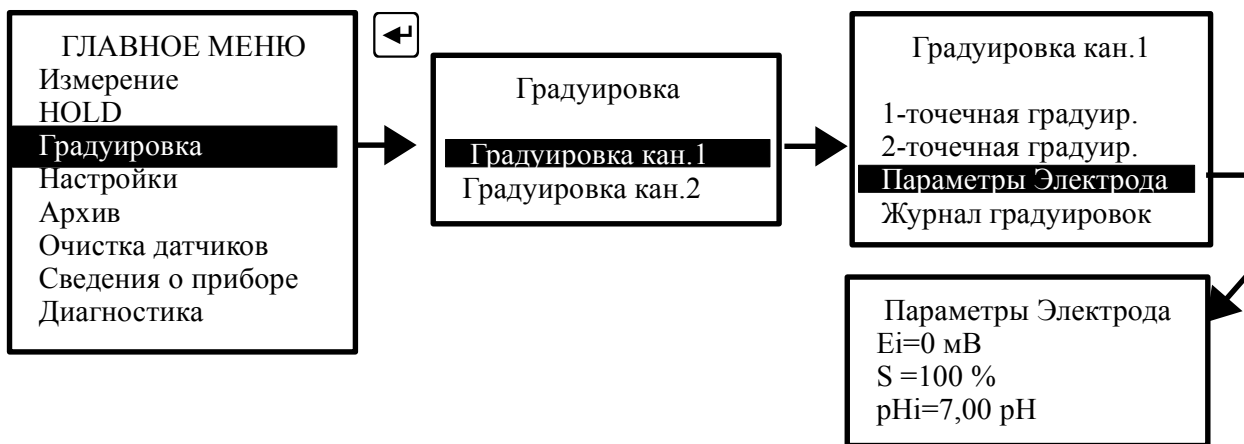 ГЛАВНОЕ МЕНЮ
Измерение
HOLD
Градуировка
Настройки
Архив
Очистка датчиков
Сведения о приборе
Диагностика
Градуировка
Градуировка кан.1
Градуировка кан.2
Градуировка кан.1
1-точечная градуир.
2-точечная градуир.
Параметры Электрода
Журнал градуировок
Параметры Электрода
Ei=0 мВ
S =100 %
pHi=7,00 pH